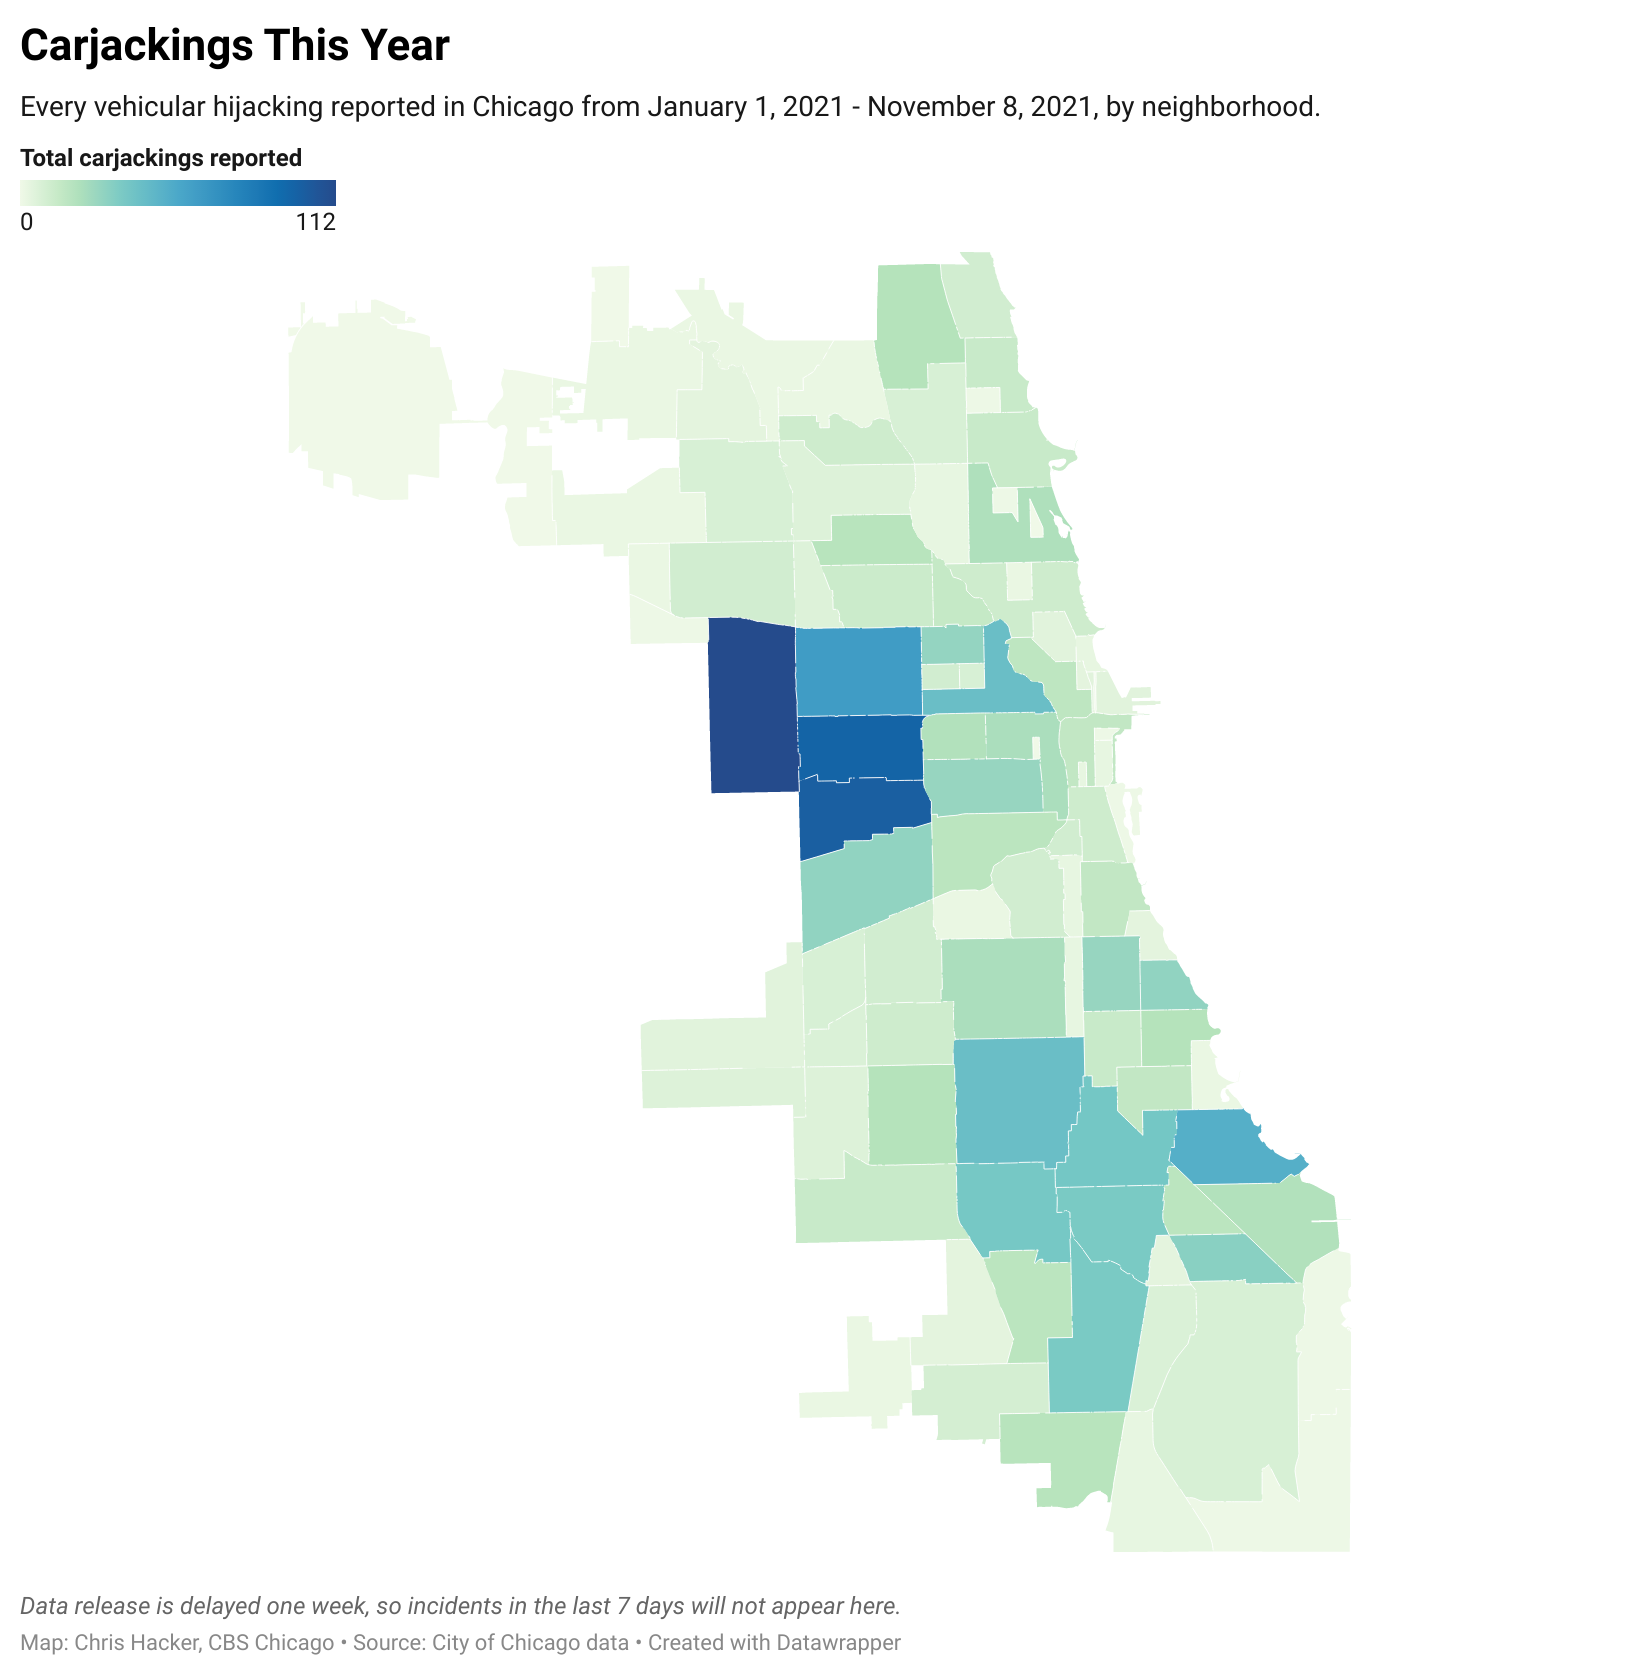 Carjackings This Year
Every vehicular hijacking reported in Chicago from January 1, 2021 - November 8, 2021, by neighborhood.
Total carjackings reported
0 112
Data release is delayed one week, so incidents in the last 7 days will not appear here.
Map: Chris Hacker, CBS Chicago • Source: City of Chicago data • Created with Datawrapper